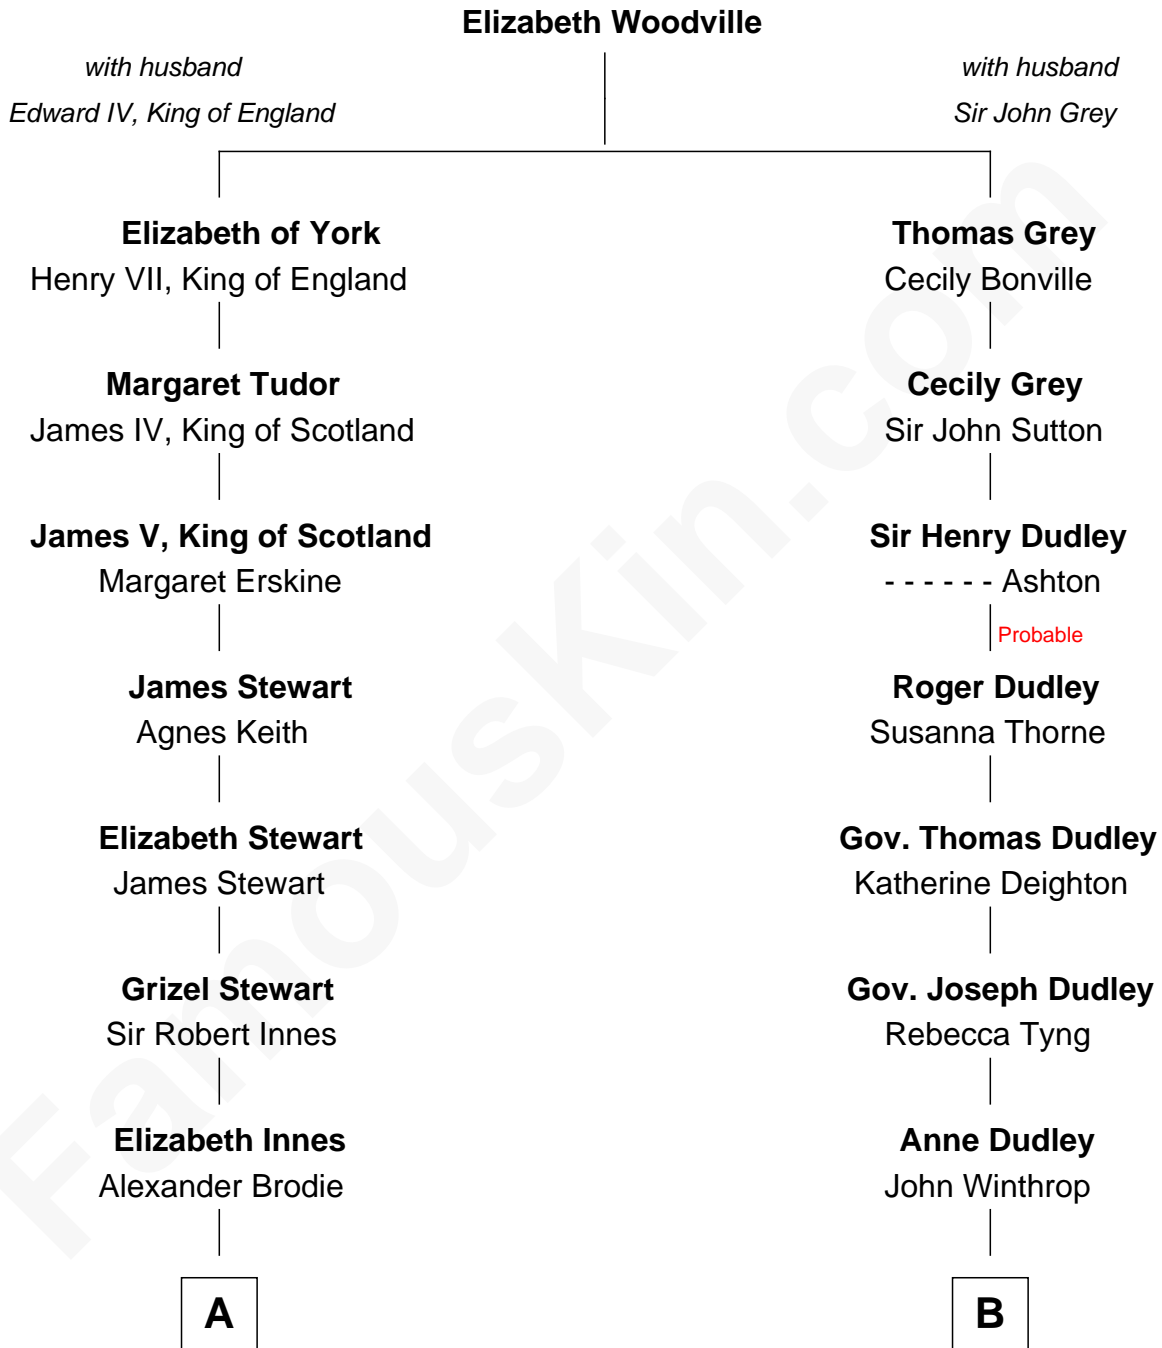 Elizabeth Woodville
with husband
Edward IV, King of England
with husband
Sir John Grey
Elizabeth of York
Henry VII, King of England
Thomas Grey
Cecily Bonville
Margaret Tudor
James IV, King of Scotland
Cecily Grey
Sir John Sutton
James V, King of Scotland
Margaret Erskine
Sir Henry Dudley
- - - - - - Ashton
Probable
James Stewart
Agnes Keith
Roger Dudley
Susanna Thorne
Elizabeth Stewart
James Stewart
Gov. Thomas Dudley
Katherine Deighton
Grizel Stewart
Sir Robert Innes
Gov. Joseph Dudley
Rebecca Tyng
Elizabeth Innes
Alexander Brodie
Anne Dudley
John Winthrop
A
B
FamousKin.com